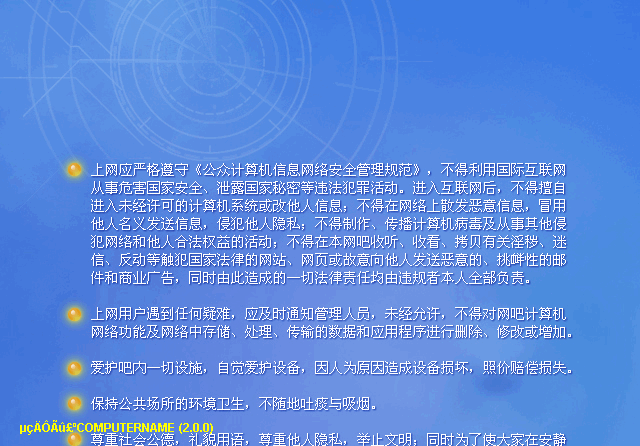 上网应严格遵守《公众计算机信息网络安全管理规范》，不得利用国际互联网
从事危害国家安全、泄露国家秘密等违法犯罪活动。进入互联网后，不得擅自
进入未经许可的计算机系统或改他人信息；不得在网络上散发恶意信息，冒用
他人名义发送信息，侵犯他人隐私；不得制作、传播计算机病毒及从事其他侵
犯网络和他人合法权益的活动；不得在本网吧收听、收看、拷贝有关淫秽、迷
信、反动等触犯国家法律的网站、网页或故意向他人发送恶意的、挑衅性的邮
件和商业广告，同时由此造成的一切法律责任均由违规者本人全部负责。
上网用户遇到任何疑难，应及时通知管理人员，未经允许，不得对网吧计算机
网络功能及网络中存储、处理、传输的数据和应用程序进行删除、修改或增加。
爱护吧内一切设施，自觉爱护设备，因人为原因造成设备损坏，照价赔偿损失。
保持公共场所的环境卫生，不随地吐痰与吸烟。
µçÄÔÃû£ºCOMPUTERNAME (2.0.0)
尊重社会公德，礼貌用语，尊重他人隐私，举止文明；同时为了使大家在安静